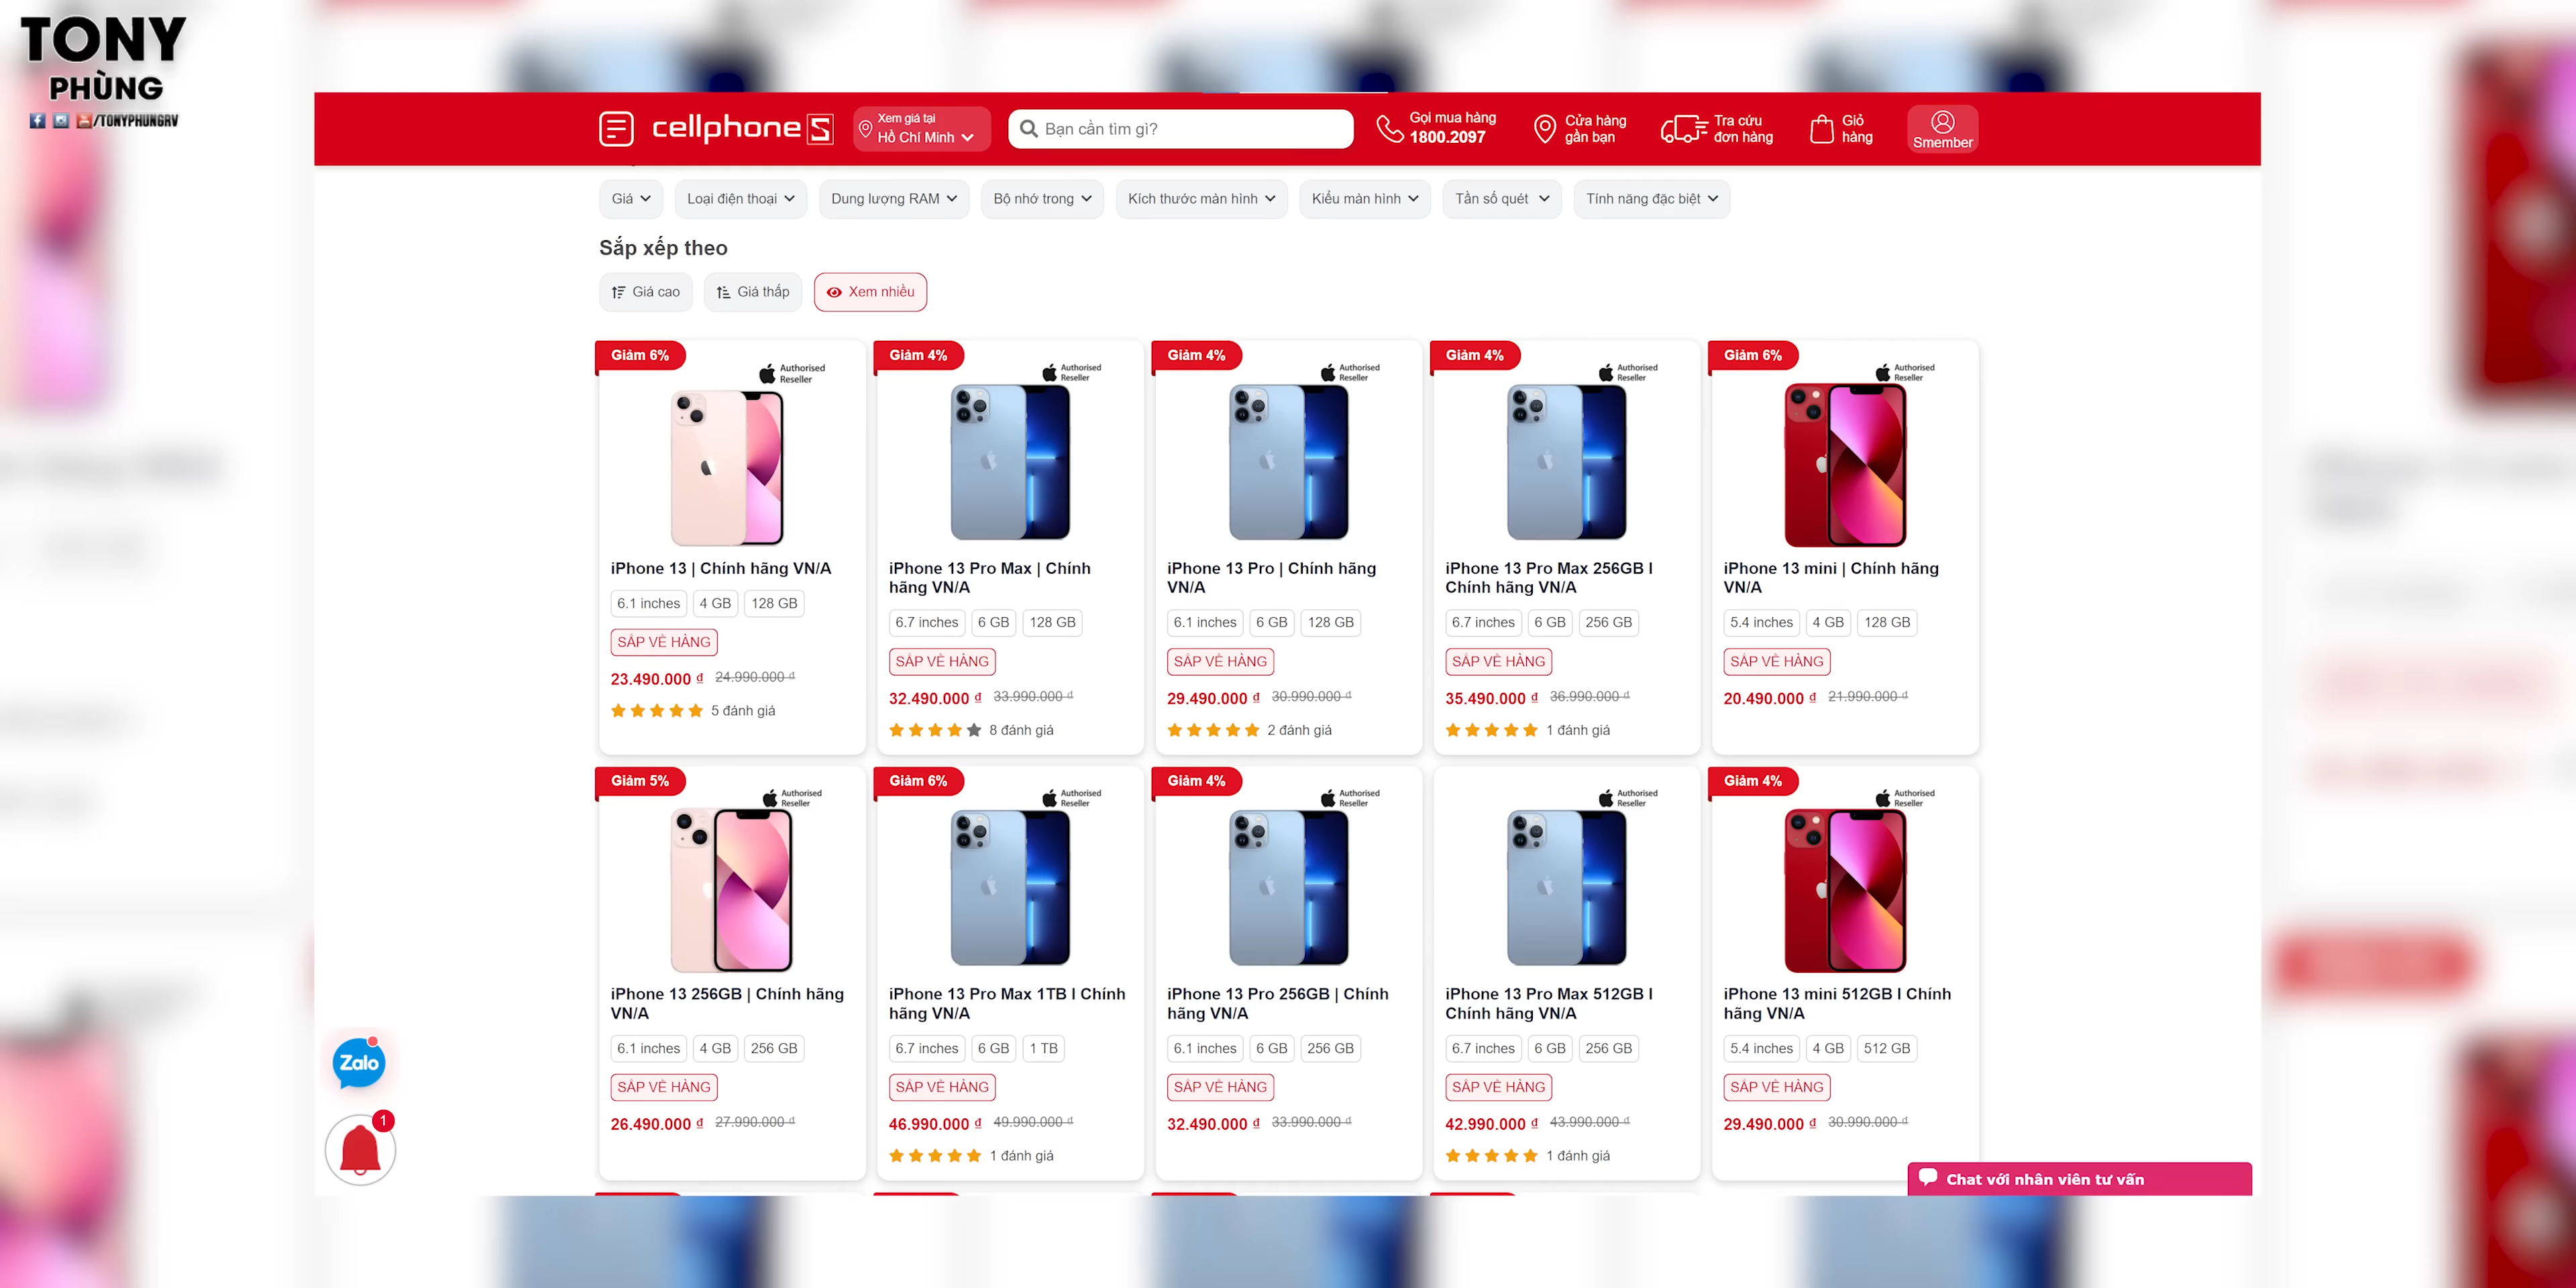 TONY
PHÙNG
/TONYPHUNGRV
cellphoneS
Xem giá tại
Hồ Chí Minh
Bạn cần tìm gì?
Gọi mua hàng
1800.2097
Cửa hàng
gần bạn
Tra cứu
đơn hàng
Giỏ
hàng
Smember
Giá
Loại điện thoại
Dung lượng RAM
Bộ nhớ trong
Kích thước màn hình
Kiểu màn hình
Tần số quét
Tính năng đặc biệt
Sắp xếp theo
Giá cao
Giá thấp
Xem nhiều
Giảm 6%
Authorised
Reseller
iPhone 13 | Chính hãng VN/A
6.1 inches 4 GB 128 GB
SẮP VỀ HÀNG
23.490.000 ₫ 24.990.000 ₫
5 đánh giá
Giảm 4%
Authorised
Reseller
iPhone 13 Pro Max | Chính
hãng VN/A
6.7 inches 6 GB 128 GB
SẮP VỀ HÀNG
32.490.000 ₫ 33.990.000 ₫
8 đánh giá
Giảm 4%
Authorised
Reseller
iPhone 13 Pro | Chính hãng
VN/A
6.1 inches 6 GB 128 GB
SẮP VỀ HÀNG
29.490.000 ₫ 30.990.000 ₫
2 đánh giá
Giảm 4%
Authorised
Reseller
iPhone 13 Pro Max 256GB I
Chính hãng VN/A
6.7 inches 6 GB 256 GB
SẮP VỀ HÀNG
35.490.000 ₫ 36.990.000 ₫
1 đánh giá
Giảm 6%
Authorised
Reseller
iPhone 13 mini | Chính hãng
VN/A
5.4 inches 4 GB 128 GB
SẮP VỀ HÀNG
20.490.000 ₫ 21.990.000 ₫
Giảm 5%
Authorised
Reseller
iPhone 13 256GB | Chính hãng
VN/A
6.1 inches 4 GB 256 GB
SẮP VỀ HÀNG
26.490.000 ₫ 27.990.000 ₫
Giảm 6%
Authorised
Reseller
iPhone 13 Pro Max 1TB I Chính
hãng VN/A
6.7 inches 6 GB 1 TB
SẮP VỀ HÀNG
46.990.000 ₫ 49.990.000 ₫
1 đánh giá
Giảm 4%
Authorised
Reseller
iPhone 13 Pro 256GB | Chính
hãng VN/A
6.1 inches 6 GB 256 GB
SẮP VỀ HÀNG
32.490.000 ₫ 33.990.000 ₫
Authorised
Reseller
iPhone 13 Pro Max 512GB I
Chính hãng VN/A
6.7 inches 6 GB 256 GB
SẮP VỀ HÀNG
42.990.000 ₫ 43.990.000 ₫
1 đánh giá
Giảm 4%
Authorised
Reseller
iPhone 13 mini 512GB I Chính
hãng VN/A
5.4 inches 4 GB 512 GB
SẮP VỀ HÀNG
29.490.000 ₫ 30.990.000 ₫
Zalo
1
Chat với nhân viên tư vấn